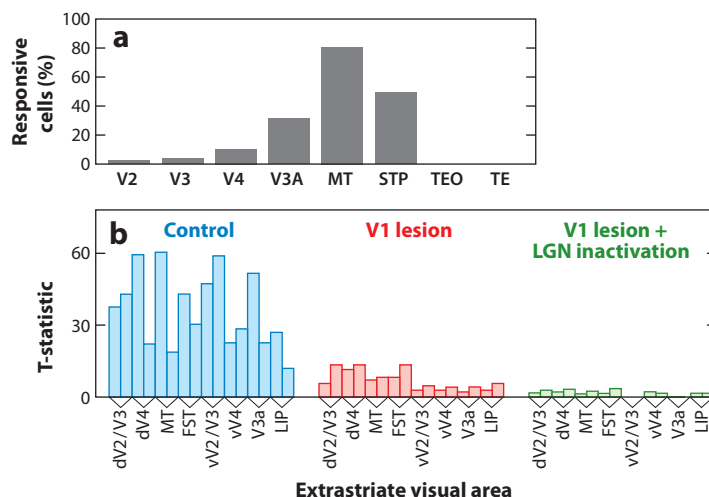 a
Responsive
cells (%)
100
80
60
40
20
0
V2 V3 V4 V3A MT STP TEO TE
b
Control
V1 lesion
V1 lesion +
LGN inactivation
T-statistic
60
30
0
dV2/V3 dV4 MT FST vV2/V3 vV4 V3a LIP
dV2/V3 dV4 MT FST vV2/V3 vV4 V3a LIP
dV2/V3 dV4 MT FST vV2/V3 vV4 V3a LIP
Extrastriate visual area